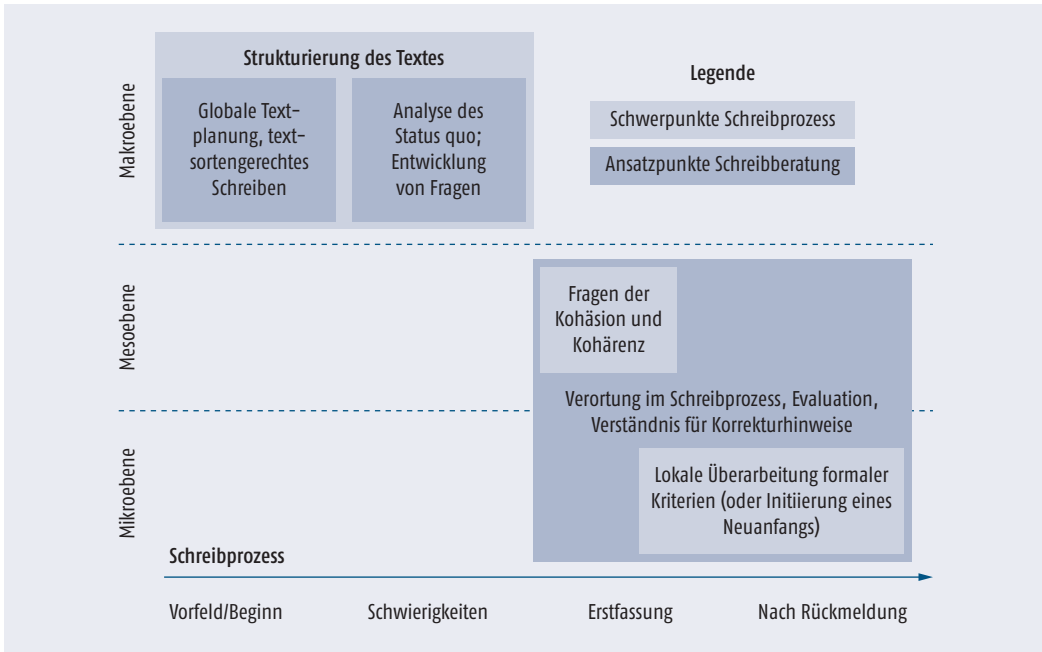 Makroebene
Strukturierung des Textes
Globale Text-
planung, text-
sortengerechtes
Schreiben
Analyse des
Status quo;
Entwicklung
von Fragen
Legende
Schwerpunkte Schreibprozess
Ansatzpunkte Schreibberatung
Mesoebene
Fragen der
Kohäsion und
Kohärenz
Verortung im Schreibprozess, Evaluation,
Verständnis für Korrekturhinweise
Mikroebene
Lokale Überarbeitung formaler
Kriterien (oder Initiierung eines
Neuanfangs)
Schreibprozess
Vorfeld/Beginn
Schwierigkeiten
Erstfassung
Nach Rückmeldung